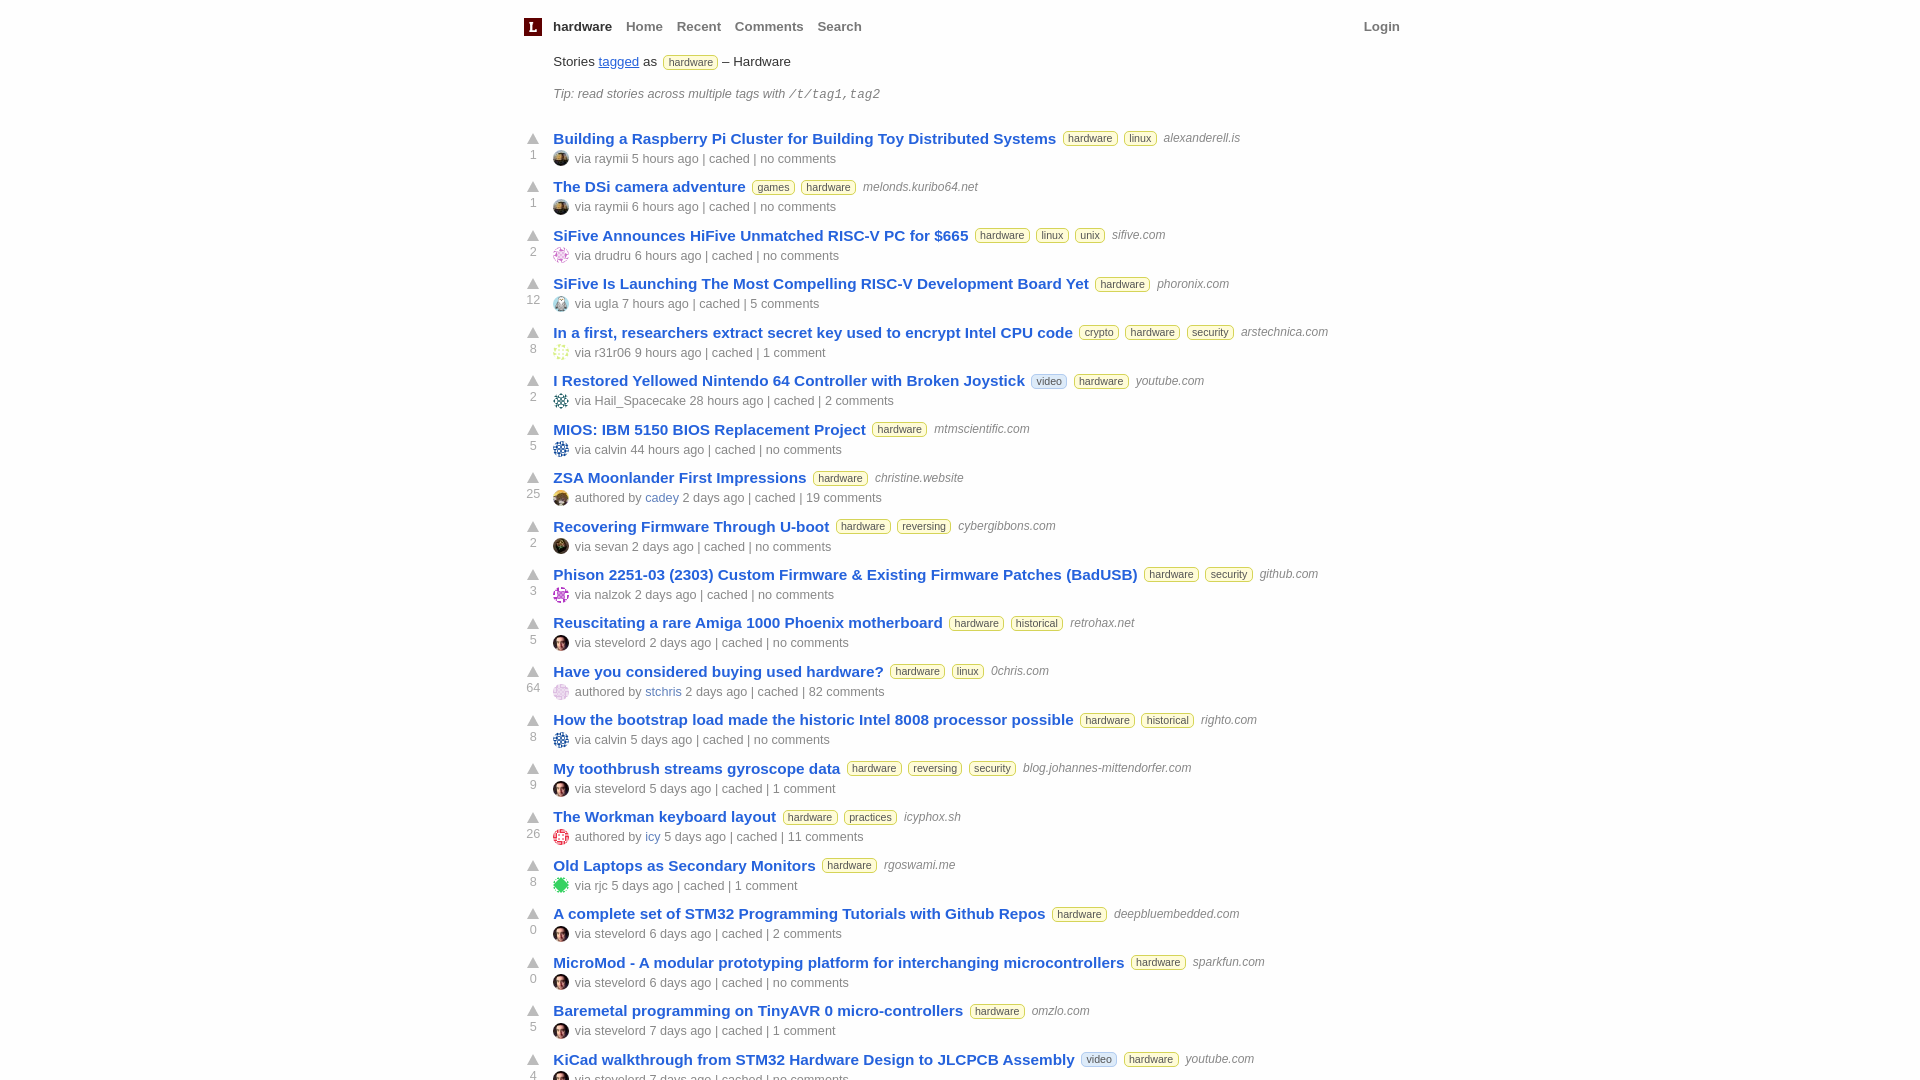 L hardware Home Recent Comments Search Login
Stories tagged as hardware – Hardware
Tip: read stories across multiple tags with /t/tag1,tag2
Building a Raspberry Pi Cluster for Building Toy Distributed Systems hardware linux alexanderell.is
1 via raymii 5 hours ago | cached | no comments
The DSi camera adventure games hardware melonds.kuribo64.net
1 via raymii 6 hours ago | cached | no comments
SiFive Announces HiFive Unmatched RISC-V PC for $665 hardware linux unix sifive.com
2 via drudru 6 hours ago | cached | no comments
SiFive Is Launching The Most Compelling RISC-V Development Board Yet hardware phoronix.com
12 via ugla 7 hours ago | cached | 5 comments
In a first, researchers extract secret key used to encrypt Intel CPU code crypto hardware security arstechnica.com
8 via r31r06 9 hours ago | cached | 1 comment
I Restored Yellowed Nintendo 64 Controller with Broken Joystick video hardware youtube.com
2 via Hail_Spacecake 28 hours ago | cached | 2 comments
MIOS: IBM 5150 BIOS Replacement Project hardware mtmscientific.com
5 via calvin 44 hours ago | cached | no comments
ZSA Moonlander First Impressions hardware christine.website
25 authored by cadey 2 days ago | cached | 19 comments
Recovering Firmware Through U-boot hardware reversing cybergibbons.com
2 via sevan 2 days ago | cached | no comments
Phison 2251-03 (2303) Custom Firmware & Existing Firmware Patches (BadUSB) hardware security github.com
3 via nalzok 2 days ago | cached | no comments
Reuscitating a rare Amiga 1000 Phoenix motherboard hardware historical retrohax.net
5 via stevelord 2 days ago | cached | no comments
Have you considered buying used hardware? hardware linux 0chris.com
64 authored by stchris 2 days ago | cached | 82 comments
How the bootstrap load made the historic Intel 8008 processor possible hardware historical righto.com
8 via calvin 5 days ago | cached | no comments
My toothbrush streams gyroscope data hardware reversing security blog.johannes-mittendorfer.com
9 via stevelord 5 days ago | cached | 1 comment
The Workman keyboard layout hardware practices icyphox.sh
26 authored by icy 5 days ago | cached | 11 comments
Old Laptops as Secondary Monitors hardware rgoswami.me
8 via rjc 5 days ago | cached | 1 comment
A complete set of STM32 Programming Tutorials with Github Repos hardware deepbluembedded.com
0 via stevelord 6 days ago | cached | 2 comments
MicroMod - A modular prototyping platform for interchanging microcontrollers hardware sparkfun.com
0 via stevelord 6 days ago | cached | no comments
Baremetal programming on TinyAVR 0 micro-controllers hardware omzlo.com
5 via stevelord 7 days ago | cached | 1 comment
KiCad walkthrough from STM32 Hardware Design to JLCPCB Assembly video hardware youtube.com
4 via stevelord 7 days ago | cached | no comments